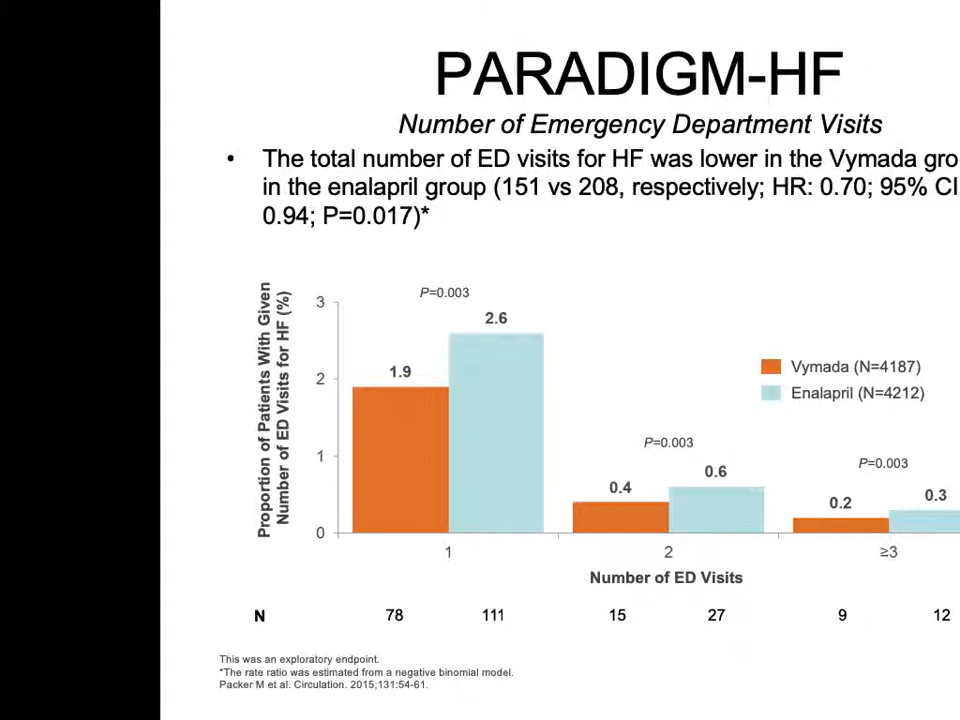 PARADIGM-HF
Number of Emergency Department Visits
• The total number of ED visits for HF was lower in the Vymada gro
in the enalapril group (151 vs 208, respectively; HR: 0.70; 95% CI
0.94; P=0.017)*
Proportion of Patients With Given
Number of ED Visits for HF (%)
3
2
1
0
P=0.003
1.9
2.6
P=0.003
0.4
0.6
P=0.003
0.2
0.3
Vymada (N=4187)
Enalapril (N=4212)
1 2 ≥3
Number of ED Visits
N 78 111 15 27 9 12
This was an exploratory endpoint.
*The rate ratio was estimated from a negative binomial model.
Packer M et al. Circulation. 2015;131:54-61.